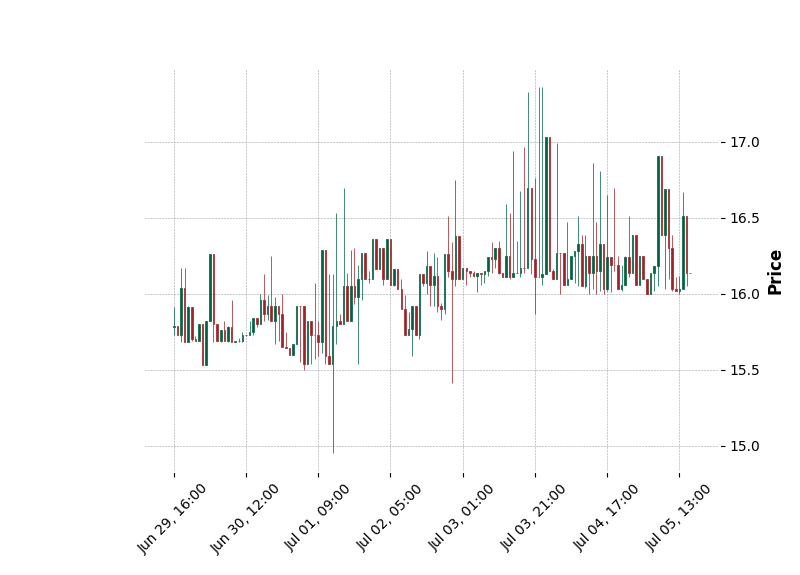 17.0
16.5
16.0
15.5
15.0
Price
Jun 29, 16:00
Jun 30, 12:00
Jul 01, 09:00
Jul 02, 05:00
Jul 03, 01:00
Jul 03, 21:00
Jul 04, 17:00
Jul 05, 13:00